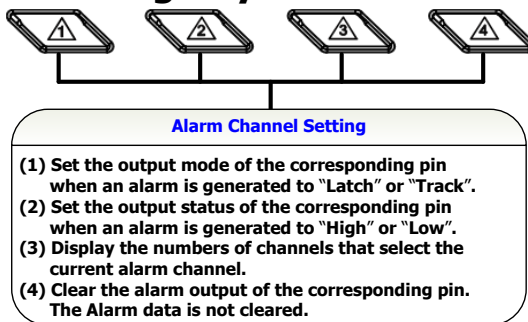 1 2 3 4
Alarm Channel Setting
(1) Set the output mode of the corresponding pin
when an alarm is generated to "Latch" or "Track".
(2) Set the output status of the corresponding pin
when an alarm is generated to "High" or "Low".
(3) Display the numbers of channels that select the
current alarm channel.
(4) Clear the alarm output of the corresponding pin.
The Alarm data is not cleared.